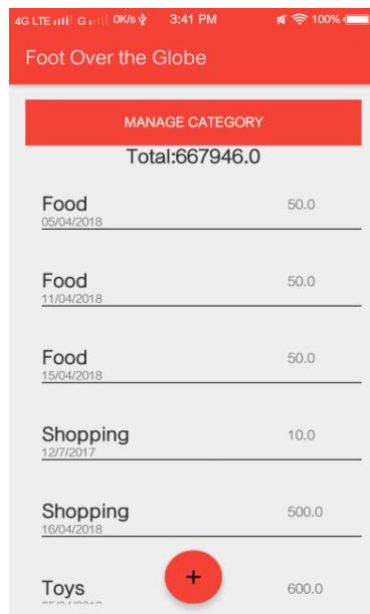 4G LTE G 0K/s 3:41 PM 100%
Foot Over the Globe
MANAGE CATEGORY
Total:667946.0
Food 50.0
05/04/2018
Food 50.0
11/04/2018
Food 50.0
15/04/2018
Shopping 10.0
12/7/2017
Shopping 500.0
16/04/2018
+
Toys 600.0